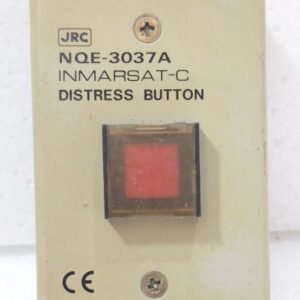 JRC
NQE-3037A
INMARSAT-C
DISTRESS BUTTON
CE